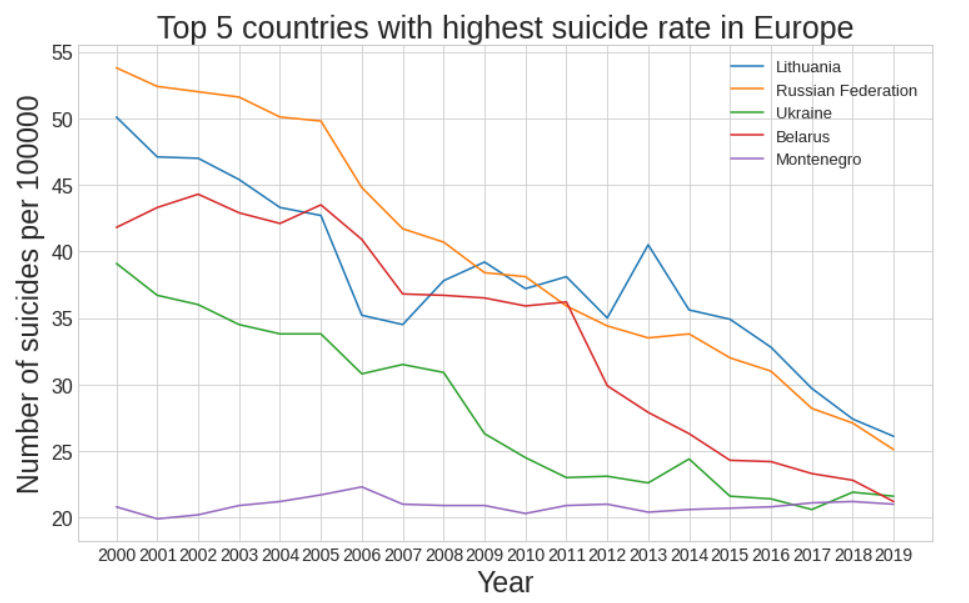 Top 5 countries with highest suicide rate in Europe
Number of suicides per 100000
55
50
45
40
35
30
25
20
Lithuania
Russian Federation
Ukraine
Belarus
Montenegro
2000 2001 2002 2003 2004 2005 2006 2007 2008 2009 2010 2011 2012 2013 2014 2015 2016 2017 2018 2019
Year